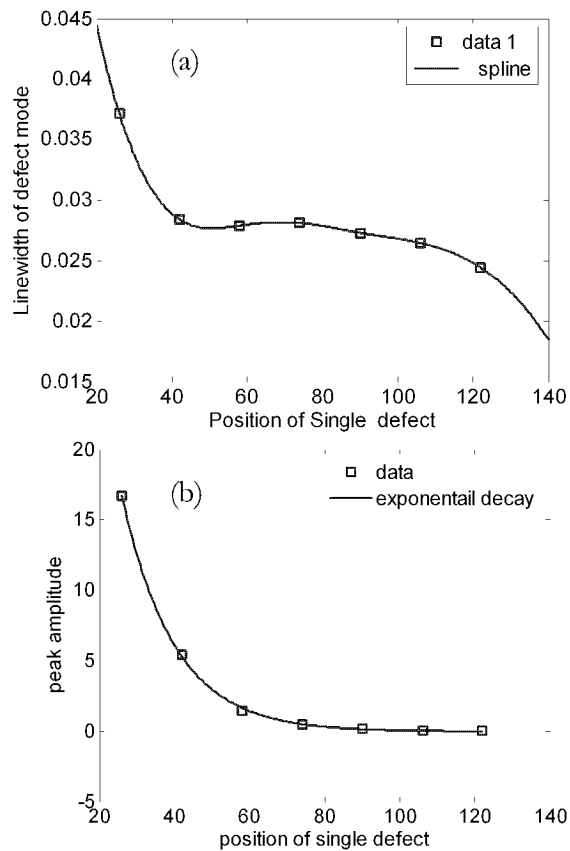 0.045
(a)
data 1
spline
0.04
0.035
0.03
0.025
0.02
0.015
Linewidth of defect mode
20 40 60 80 100 120 140
Position of Single defect
20
(b)
data
exponentail decay
15
10
5
0
-5
peak amplitude
20 40 60 80 100 120 140
position of single defect